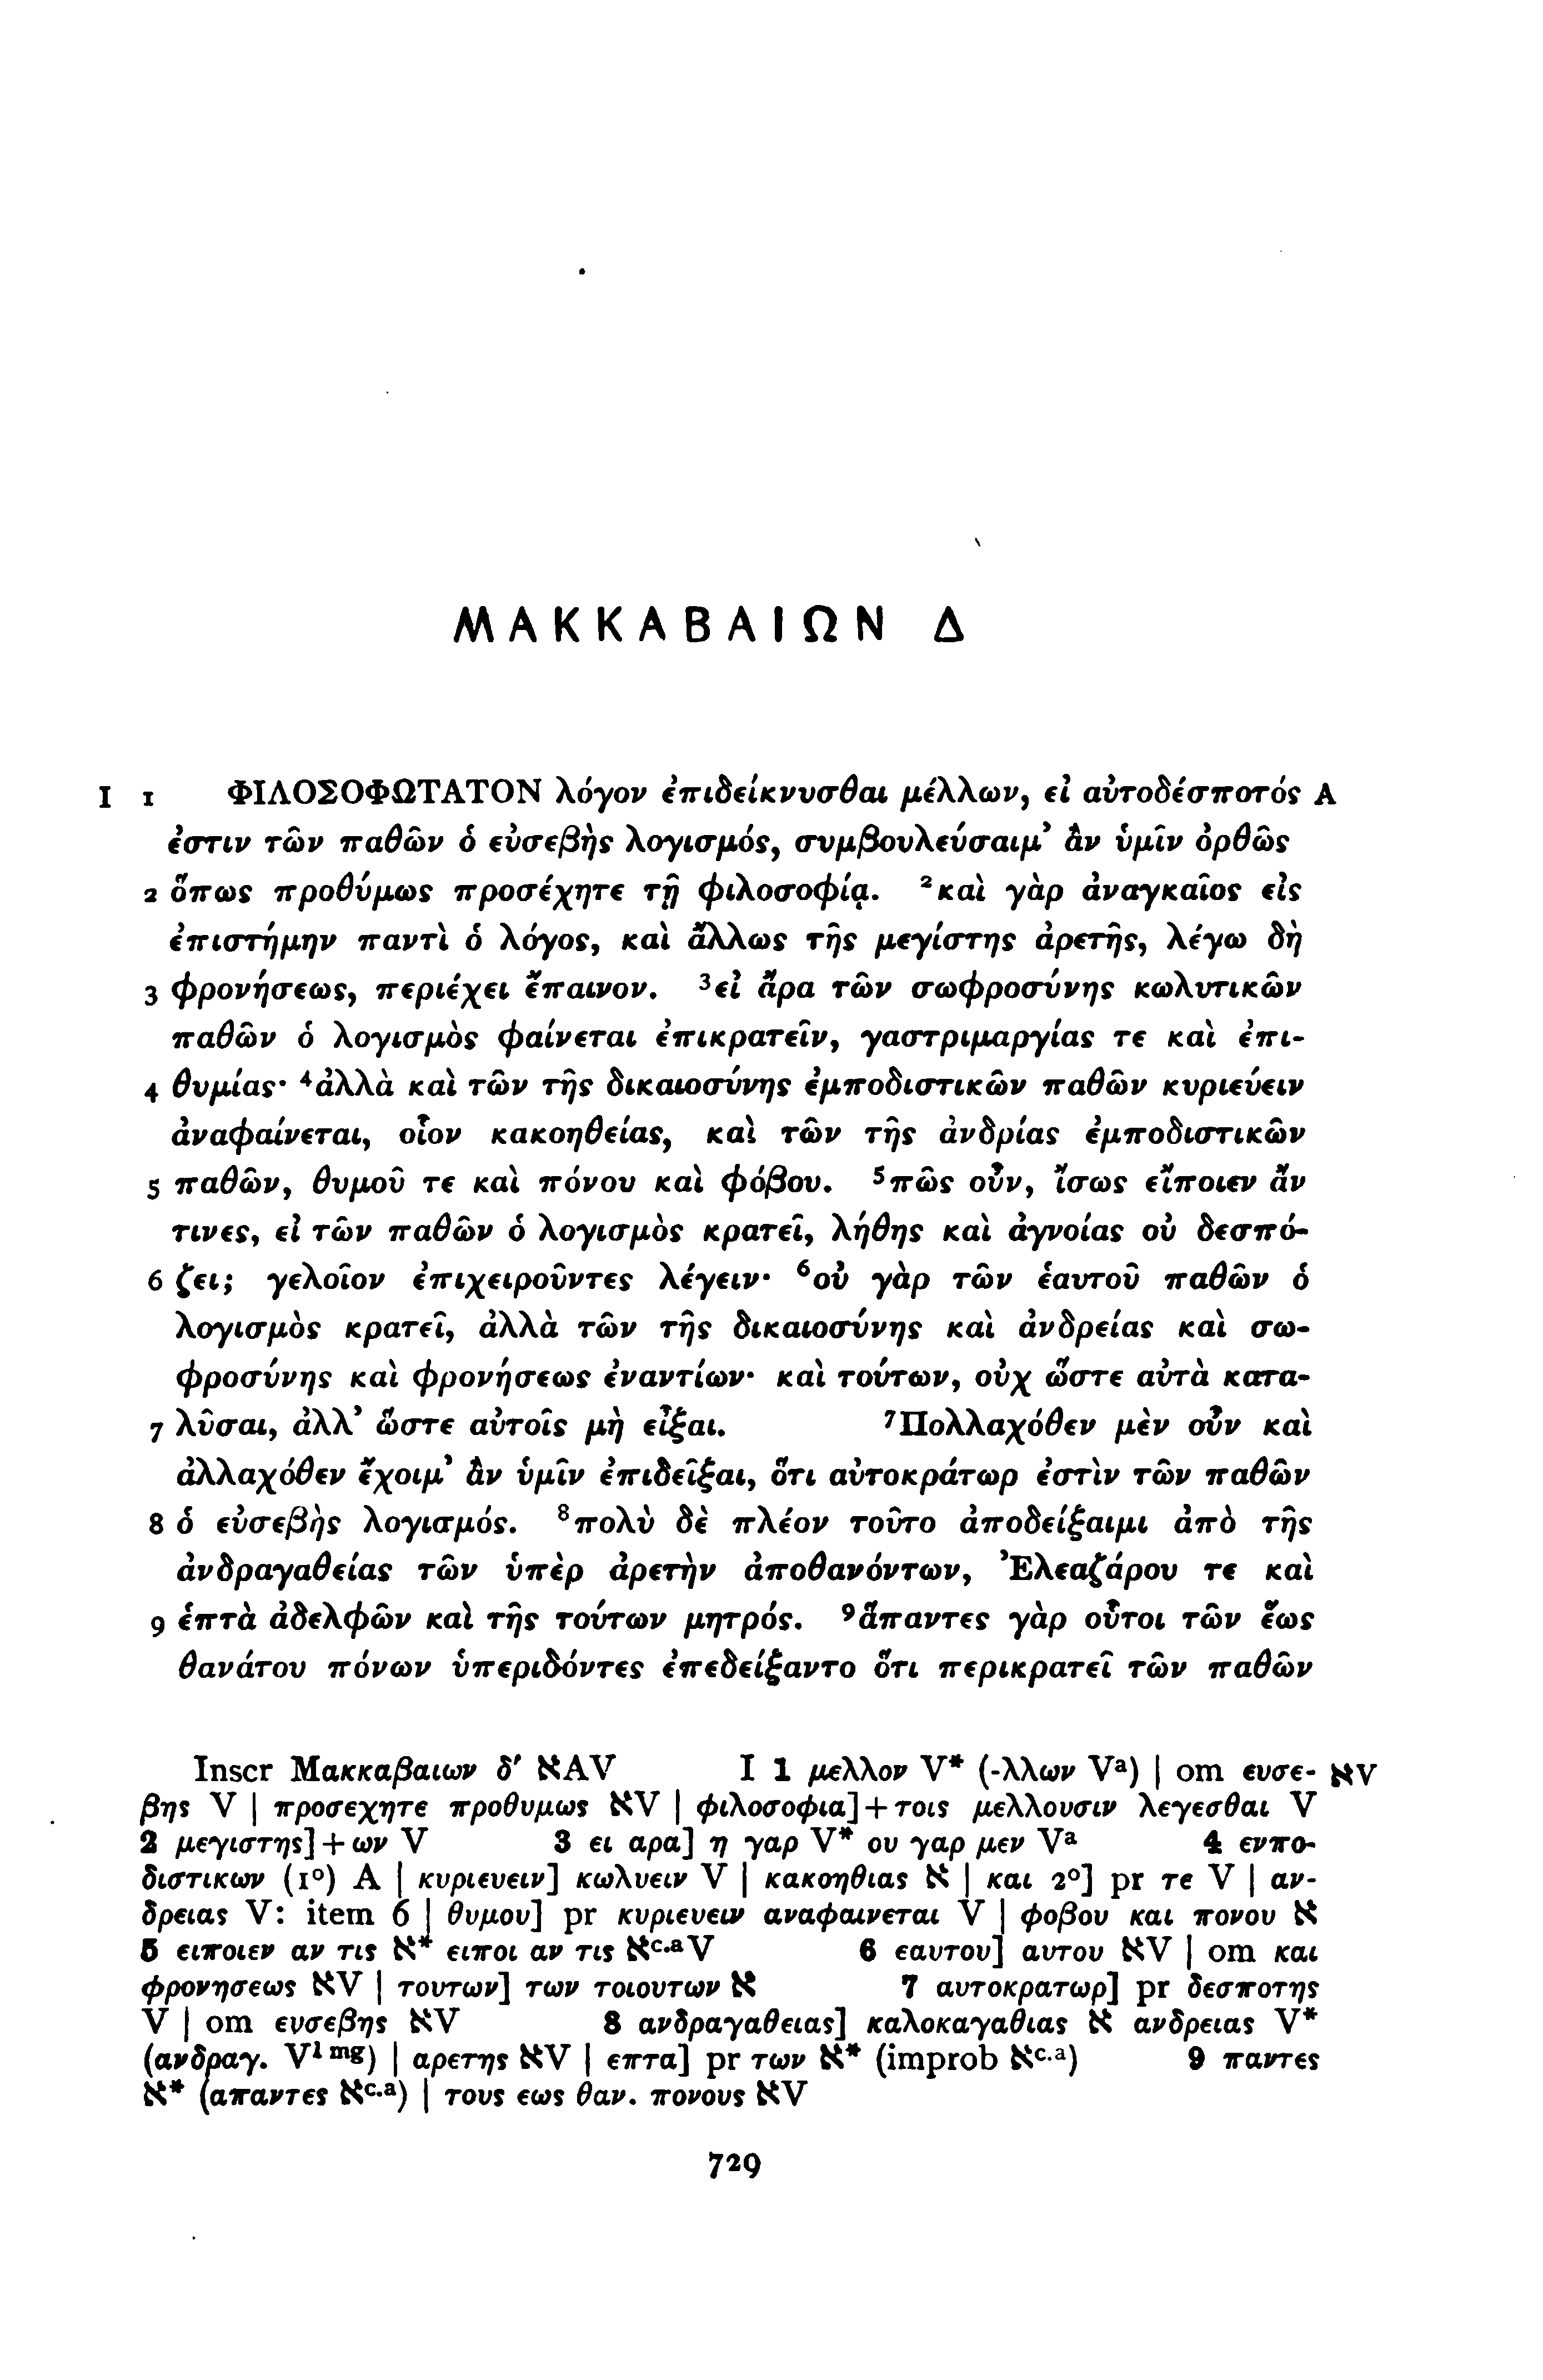 ΜΑΚΚΑΒΑΙΩΝ Δ
I 1 ΦΙΛΟΣΟΦΩΤΑΤΟΝ λόγον ἐπιδείκνυσθαι μέλλων, εἰ αὐτοδέσποτός A
ἐστιν τῶν παθῶν ὁ εὐσεβὴς λογισμός, συμβουλεύσαιμ’ ἂν ὑμῖν ὀρθῶς
2 ὅπως προθύμως προσέχητε τῇ φιλοσοφίᾳ. ²καὶ γὰρ ἀναγκαῖος εἰς
ἐπιστήμην παντὶ ὁ λόγος, καὶ ἄλλως τῆς μεγίστης ἀρετῆς, λέγω δὴ
3 φρονήσεως, περιέχει ἔπαινον. ³εἰ ἄρα τῶν σωφροσύνης κωλυτικῶν
παθῶν ὁ λογισμὸς φαίνεται ἐπικρατεῖν, γαστριμαργίας τε καὶ ἐπι-
4 θυμίας· ⁴ἀλλὰ καὶ τῶν τῆς δικαιοσύνης ἐμποδιστικῶν παθῶν κυριεύειν
ἀναφαίνεται, οἷον κακοηθείας, καὶ τῶν τῆς ἀνδρίας ἐμποδιστικῶν
5 παθῶν, θυμοῦ τε καὶ πόνου καὶ φόβου. ⁵πῶς οὖν, ἴσως εἴποιεν ἄν
τινες, εἰ τῶν παθῶν ὁ λογισμὸς κρατεῖ, λήθης καὶ ἀγνοίας οὐ δεσπό-
6 ζει; γελοῖον ἐπιχειροῦντες λέγειν· ⁶οὐ γὰρ τῶν ἑαυτοῦ παθῶν ὁ
λογισμὸς κρατεῖ, ἀλλὰ τῶν τῆς δικαιοσύνης καὶ ἀνδρείας καὶ σω-
φροσύνης καὶ φρονήσεως ἐναντίων· καὶ τούτων, οὐχ ὥστε αὐτὰ κατα-
7 λῦσαι, ἀλλ’ ὥστε αὐτοῖς μὴ εἶξαι. ⁷Πολλαχόθεν μὲν οὖν καὶ
ἀλλαχόθεν ἔχοιμ’ ἂν ὑμῖν ἐπιδεῖξαι, ὅτι αὐτοκράτωρ ἐστὶν τῶν παθῶν
8 ὁ εὐσεβὴς λογισμός. ⁸πολὺ δὲ πλέον τοῦτο ἀποδείξαιμι ἀπὸ τῆς
ἀνδραγαθείας τῶν ὑπὲρ ἀρετὴν ἀποθανόντων, Ἐλεαζάρου τε καὶ
9 ἑπτὰ ἀδελφῶν καὶ τῆς τούτων μητρός. ⁹ἅπαντες γὰρ οὗτοι τῶν ἕως
θανάτου πόνων ὑπεριδόντες ἐπεδείξαντο ὅτι περικρατεῖ τῶν παθῶν
Inscr Μακκαβαιων δ′ אAV I 1 μελλον V* (-λλων Vᵃ) | om ευσε- אV
βης V | προσεχητε προθυμως אV | φιλοσοφια]+τοις μελλουσιν λεγεσθαι V
2 μεγιστης]+ων V 3 ει αρα] η γαρ V* ου γαρ μεν Vᵃ 4 ενπο-
διστικων (1º) A | κυριευειν] κωλυειν V | κακοηθιας א | και 2º] pr τε V | αν-
δρειας V: item 6 | θυμου] pr κυριευειν αναφαινεται V | φοβου και πονου א
5 ειποιεν αν τις א* ειποι αν τις אᶜ·ᵃV 6 εαυτου] αυτου אV | om και
φρονησεως אV | τουτων] των τοιουτων א 7 αυτοκρατωρ] pr δεσποτης
V | om ευσεβης אV 8 ανδραγαθειας] καλοκαγαθιας א ανδρειας V*
(ανδραγ. V¹ ᵐᵍ) | αρετης אV | επτα] pr των א* (improb אᶜ·ᵃ) 9 παντες
א* (απαντες אᶜ·ᵃ) | τους εως θαν. πονους אV
729